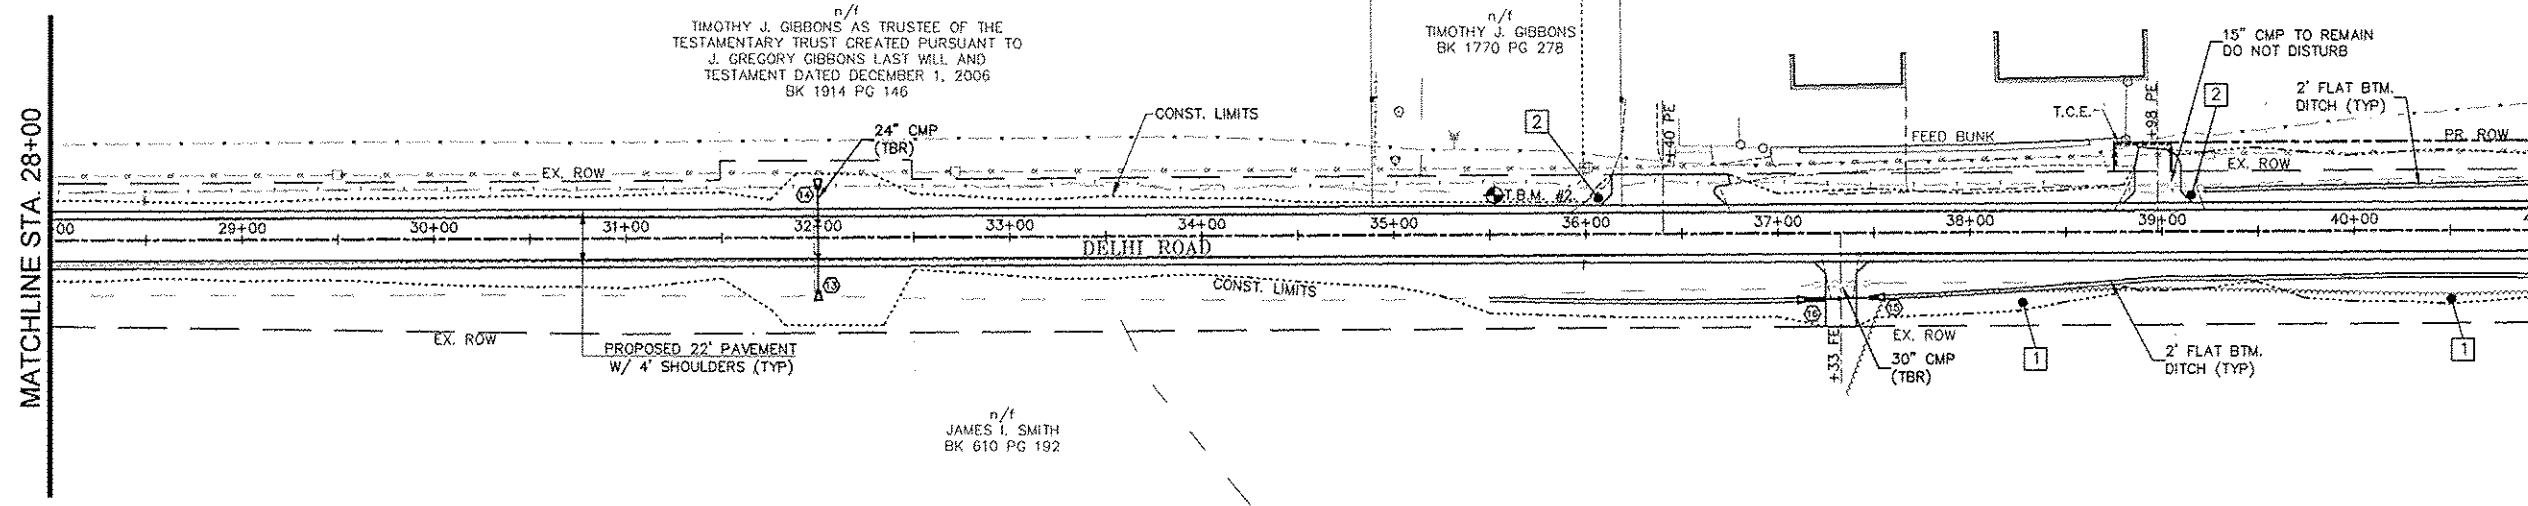 MATCHLINE STA. 28+00
n/f
TIMOTHY J. GIBBONS AS TRUSTEE OF THE
TESTAMENTARY TRUST CREATED PURSUANT TO
J. GREGORY GIBBONS LAST WILL AND
TESTAMENT DATED DECEMBER 1, 2006
BK 1914 PG 146
n/f
TIMOTHY J. GIBBONS
BK 1770 PG 278
15" CMP TO REMAIN
DO NOT DISTURB
2' FLAT BTM.
DITCH (TYP)
2
2
T.C.E.
+98 PE
+40 PE
CONST. LIMITS
24" CMP
(TBR)
FEED BUNK
PR. ROW
EX. ROW
EX. ROW
14
T.B.M. #2
00
29+00
30+00
31+00
32+00
33+00
34+00
35+00
36+00
37+00
38+00
39+00
40+00
DELHI ROAD
13
CONST. LIMITS
16
15
EX. ROW
EX. ROW
PROPOSED 22' PAVEMENT
W/ 4' SHOULDERS (TYP)
+33 FE
30" CMP
(TBR)
1
2' FLAT BTM.
DITCH (TYP)
1
n/f
JAMES I. SMITH
BK 610 PG 192